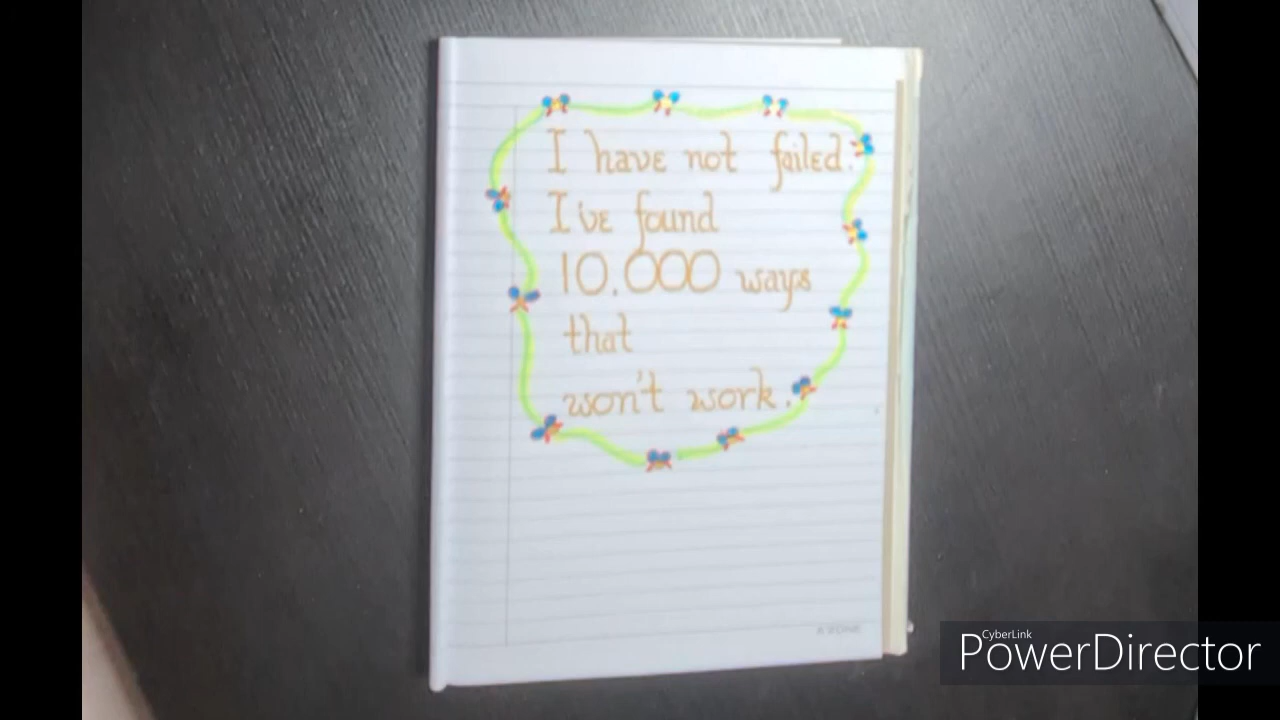 I have not failed.
I've found
10.000 ways
that
won't work.
CyberLink
PowerDirector